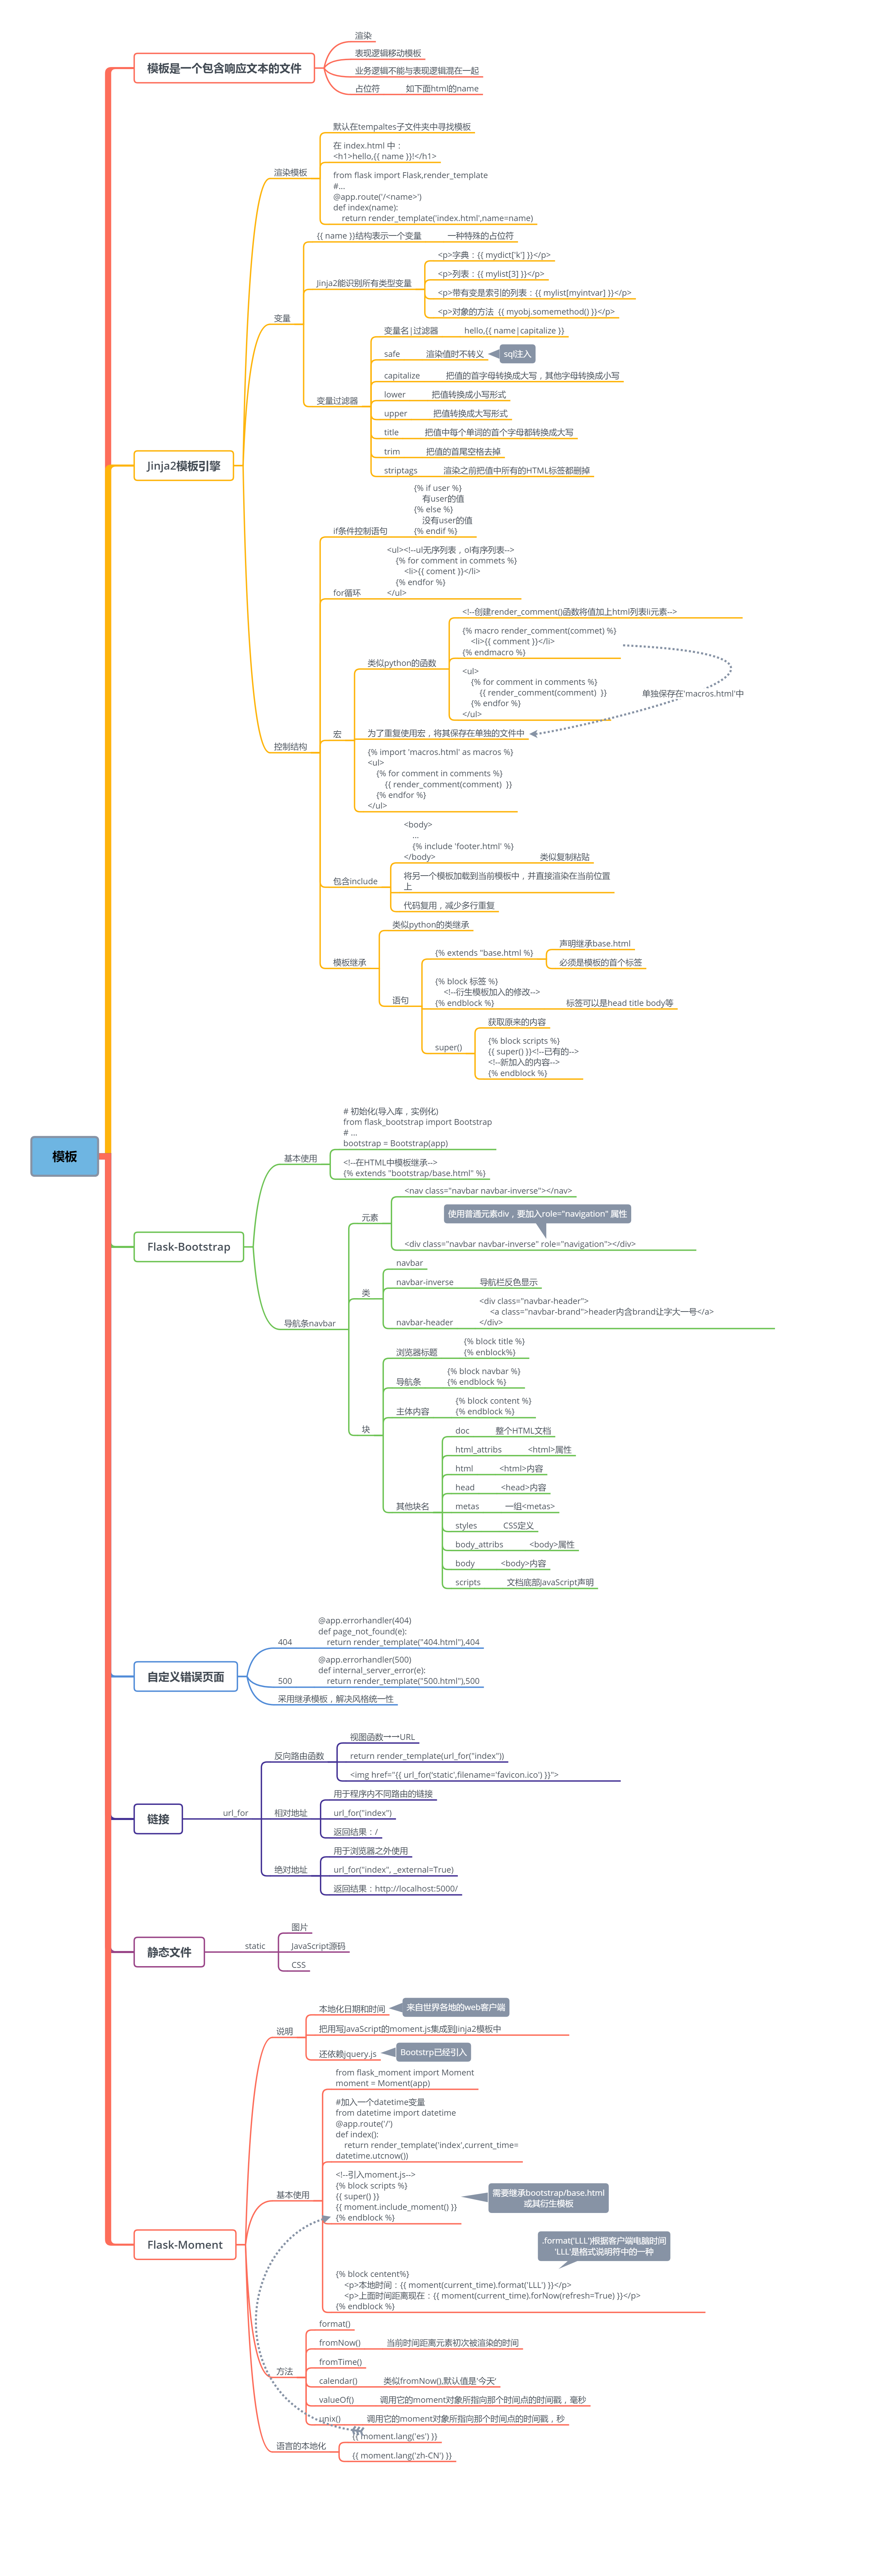 模板
模板是一个包含响应文本的文件
渲染
表现逻辑移动模板
业务逻辑不能与表现逻辑混在一起
占位符
如下面html的name
Jinja2模板引擎
渲染模板
默认在tempaltes子文件夹中寻找模板
在 index.html 中：
<h1>hello,{{ name }}!</h1>
from flask import Flask,render_template
#...
@app.route('/<name>')
def index(name):
    return render_template('index.html',name=name)
变量
{{ name }}结构表示一个变量
一种特殊的占位符
Jinja2能识别所有类型变量
<p>字典：{{ mydict['k'] }}</p>
<p>列表：{{ mylist[3] }}</p>
<p>带有变是索引的列表：{{ mylist[myintvar] }}</p>
<p>对象的方法  {{ myobj.somemethod() }}</p>
变量过滤器
变量名|过滤器
hello,{{ name|capitalize }}
safe
渲染值时不转义
sql注入
capitalize
把值的首字母转换成大写，其他字母转换成小写
lower
把值转换成小写形式
upper
把值转换成大写形式
title
把值中每个单词的首个字母都转换成大写
trim
把值的首尾空格去掉
striptags
渲染之前把值中所有的HTML标签都删掉
控制结构
if条件控制语句
{% if user %}
    有user的值
{% else %}
    没有user的值
{% endif %}
for循环
<ul><!--ul无序列表，ol有序列表-->
    {% for comment in commets %}
        <li>{{ coment }}</li>
    {% endfor %}
</ul>
宏
类似python的函数
<!--创建render_comment()函数将值加上html列表li元素-->
{% macro render_comment(commet) %}
    <li>{{ comment }}</li>
{% endmacro %}
<ul>
    {% for comment in comments %}
        {{ render_comment(comment)  }}
    {% endfor %}
</ul>
单独保存在'macros.html'中
为了重复使用宏，将其保存在单独的文件中
{% import 'macros.html' as macros %}
<ul>
    {% for comment in comments %}
        {{ render_comment(comment)  }}
    {% endfor %}
</ul>
包含include
<body>
    ...
    {% include 'footer.html' %}
</body>
类似复制粘贴
将另一个模板加载到当前模板中，并直接渲染在当前位置
上
代码复用，减少多行重复
模板继承
类似python的类继承
语句
{% extends "base.html %}
声明继承base.html
必须是模板的首个标签
{% block 标签 %}
    <!--衍生模板加入的修改-->
{% endblock %}
标签可以是head title body等
super()
获取原来的内容
{% block scripts %}
{{ super() }}<!--已有的-->
<!--新加入的内容-->
{% endblock %}
Flask-Bootstrap
基本使用
# 初始化(导入库，实例化)
from flask_bootstrap import Bootstrap
# ...
bootstrap = Bootstrap(app)
<!--在HTML中模板继承-->
{% extends "bootstrap/base.html" %}
导航条navbar
元素
<nav class="navbar navbar-inverse"></nav>
使用普通元素div，要加入role="navigation" 属性
<div class="navbar navbar-inverse" role="navigation"></div>
类
navbar
navbar-inverse
导航栏反色显示
navbar-header
<div class="navbar-header">
    <a class="navbar-brand">header内含brand让字大一号</a>
</div>
块
浏览器标题
{% block title %}
{% enblock%}
导航条
{% block navbar %}
{% endblock %}
主体内容
{% block content %}
{% endblock %}
其他块名
doc
整个HTML文档
html_attribs
<html>属性
html
<html>内容
head
<head>内容
metas
一组<metas>
styles
CSS定义
body_attribs
<body>属性
body
<body>内容
scripts
文档底部JavaScript声明
自定义错误页面
404
@app.errorhandler(404)
def page_not_found(e):
    return render_template("404.html"),404
500
@app.errorhandler(500)
def internal_server_error(e):
    return render_template("500.html"),500
采用继承模板，解决风格统一性
链接
url_for
反向路由函数
视图函数→→URL
return render_template(url_for("index"))
<img href="{{ url_for('static',filename='favicon.ico') }}">
相对地址
用于程序内不同路由的链接
url_for("index")
返回结果：/
绝对地址
用于浏览器之外使用
url_for("index", _external=True)
返回结果：http://localhost:5000/
静态文件
static
图片
JavaScript源码
CSS
Flask-Moment
说明
本地化日期和时间
来自世界各地的web客户端
把用写JavaScript的moment.js集成到Jinja2模板中
还依赖jquery.js
Bootstrp已经引入
基本使用
from flask_moment import Moment
moment = Moment(app)
#加入一个datetime变量
from datetime import datetime
@app.route('/')
def index():
    return render_template('index',current_time=
datetime.utcnow())
<!--引入moment.js-->
{% block scripts %}
{{ super() }}
{{ moment.include_moment() }}
{% endblock %}
需要继承bootstrap/base.html
或其衍生模板
.format('LLL')根据客户端电脑时间
'LLL'是格式说明符中的一种
{% block centent%}
    <p>本地时间：{{ moment(current_time).format('LLL') }}</p>
    <p>上面时间距离现在：{{ moment(current_time).forNow(refresh=True) }}</p>
{% endblock %}
方法
format()
fromNow()
当前时间距离元素初次被渲染的时间
fromTime()
calendar()
类似fromNow(),默认值是'今天'
valueOf()
调用它的moment对象所指向那个时间点的时间戳，毫秒
unix()
调用它的moment对象所指向那个时间点的时间戳，秒
语言的本地化
{{ moment.lang('es') }}
{{ moment.lang('zh-CN') }}